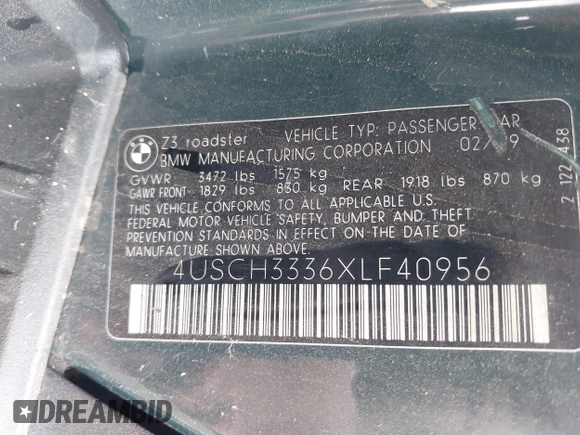 Z3 roadster VEHICLE TYPE: PASSENGER
BMW MANUFACTURING CORPORATION
GVWR 3472 lbs 1575 kg
GAWR FRONT- 1829 lbs 830 kg REAR 1918 lbs 870 kg
THIS VEHICLE CONFORMS TO ALL APPLICABLE U.S.
FEDERAL MOTOR VEHICLE SAFETY, BUMPER AND THEFT
PREVENTION STANDARDS IN EFFECT ON THE DATE OF
MANUFACTURE SHOWN ABOVE.
4USCH3336XLF40956
2 122 438
DREAMBID